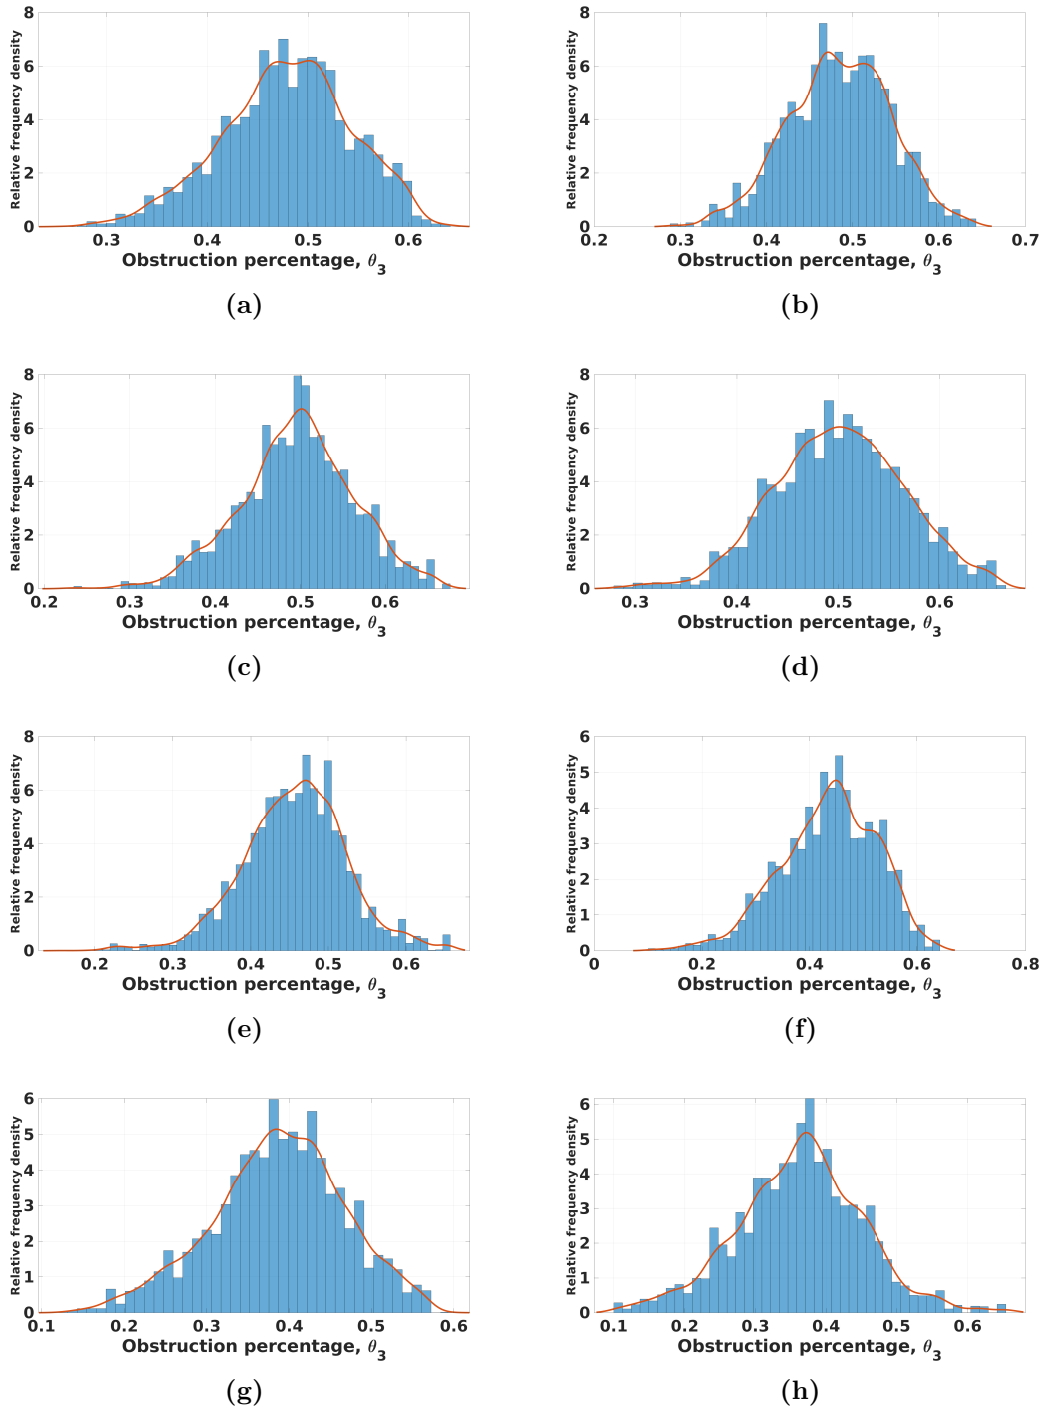 8
6
4
2
0
Relative frequency density
0.3 0.4 0.5 0.6
Obstruction percentage, θ3
(a)
8
6
4
2
0
Relative frequency density
0.2 0.3 0.4 0.5 0.6 0.7
Obstruction percentage, θ3
(b)
8
6
4
2
0
Relative frequency density
0.2 0.3 0.4 0.5 0.6
Obstruction percentage, θ3
(c)
8
6
4
2
0
Relative frequency density
0.3 0.4 0.5 0.6
Obstruction percentage, θ3
(d)
8
6
4
2
0
Relative frequency density
0.2 0.3 0.4 0.5 0.6
Obstruction percentage, θ3
(e)
6
5
4
3
2
1
0
Relative frequency density
0 0.2 0.4 0.6 0.8
Obstruction percentage, θ3
(f)
6
5
4
3
2
1
0
Relative frequency density
0.1 0.2 0.3 0.4 0.5 0.6
Obstruction percentage, θ3
(g)
6
5
4
3
2
1
0
Relative frequency density
0.1 0.2 0.3 0.4 0.5 0.6
Obstruction percentage, θ3
(h)